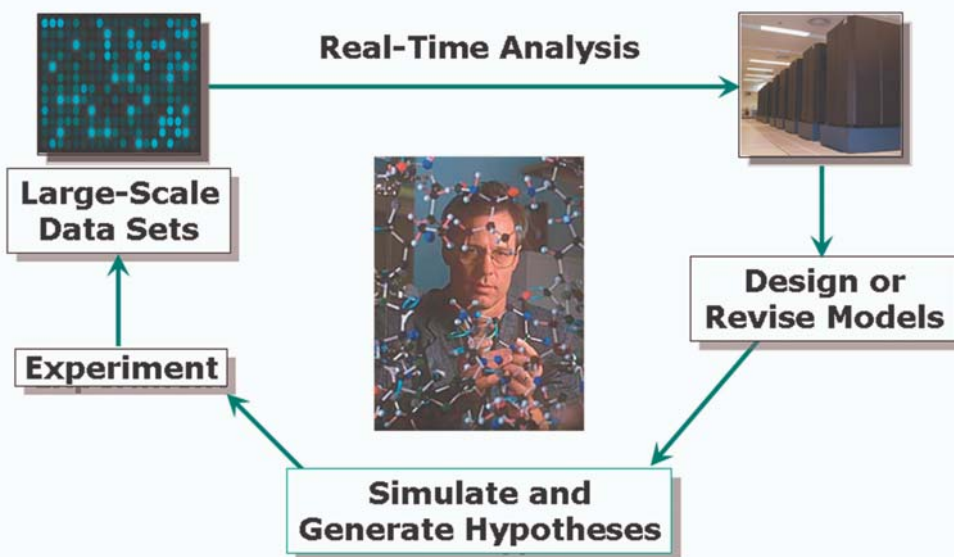 Real-Time Analysis
Large-Scale
Data Sets
Design or
Revise Models
Experiment
Simulate and
Generate Hypotheses